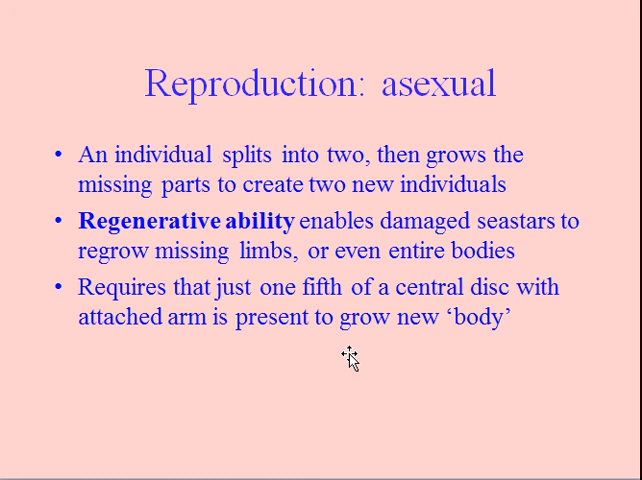 Reproduction: asexual
• An individual splits into two, then grows the
missing parts to create two new individuals
• Regenerative ability enables damaged seastars to
regrow missing limbs, or even entire bodies
• Requires that just one fifth of a central disc with
attached arm is present to grow new ‘body’